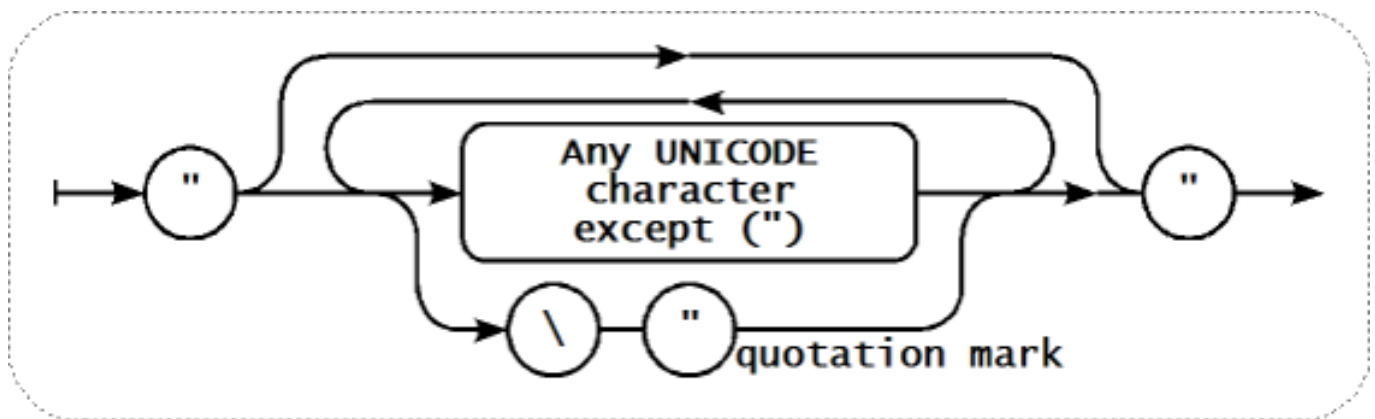 "
Any UNICODE
character
except (")
"
\
"
quotation mark